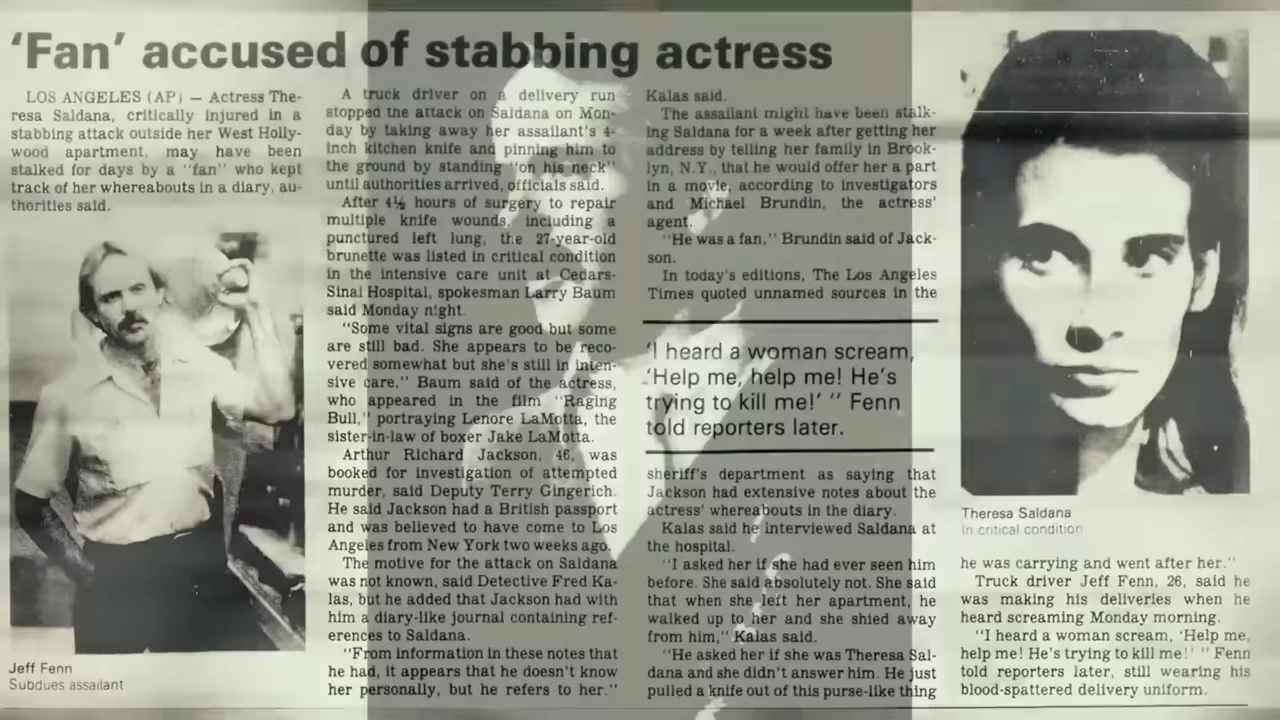 'Fan' accused of stabbing actress
LOS ANGELES (AP) — Actress The-
resa Saldana, critically injured in a
stabbing attack outside her West Holly-
wood apartment, may have been
stalked for days by a "fan" who kept
track of her whereabouts in a diary, au-
thorities said.
Jeff Fenn
Subdues assailant
A truck driver on a delivery run
stopped the attack on Saldana on Mon-
day by taking away her assailant's 4-
inch kitchen knife and pinning him to
the ground by standing "on his neck"
until authorities arrived, officials said.
After 4½ hours of surgery to repair
multiple knife wounds, including a
punctured left lung, the 27-year-old
brunette was listed in critical condition
in the intensive care unit at Cedars-
Sinai Hospital, spokesman Larry Baum
said Monday night.
"Some vital signs are good but some
are still bad. She appears to be reco-
vered somewhat but she's still in inten-
sive care," Baum said of the actress,
who appeared in the film "Raging
Bull," portraying Lenore LaMotta, the
sister-in-law of boxer Jake LaMotta.
Arthur Richard Jackson, 46, was
booked for investigation of attempted
murder, said Deputy Terry Gingerich.
He said Jackson had a British passport
and was believed to have come to Los
Angeles from New York two weeks ago.
The motive for the attack on Saldana
was not known, said Detective Fred Ka-
las, but he added that Jackson had with
him a diary-like journal containing ref-
erences to Saldana.
"From information in these notes that
he had, it appears that he doesn't know
her personally, but he refers to her."
Kalas said.
The assailant might have been stalk-
ing Saldana for a week after getting her
address by telling her family in Brook-
lyn, N.Y., that he would offer her a part
in a movie, according to investigators
and Michael Brundin, the actress'
agent.
"He was a fan," Brundin said of Jack-
son.
In today's editions, The Los Angeles
Times quoted unnamed sources in the
'I heard a woman scream,
'Help me, help me! He's
trying to kill me!' " Fenn
told reporters later.
sheriff's department as saying that
Jackson had extensive notes about the
actress' whereabouts in the diary.
Kalas said he interviewed Saldana at
the hospital.
"I asked her if she had ever seen him
before. She said absolutely not. She said
that when she left her apartment, he
walked up to her and she shied away
from him," Kalas said.
"He asked her if she was Theresa Sal-
dana and she didn't answer him. He just
pulled a knife out of this purse-like thing
Theresa Saldana
In critical condition
he was carrying and went after her."
Truck driver Jeff Fenn, 26, said he
was making his deliveries when he
heard screaming Monday morning.
"I heard a woman scream, 'Help me,
help me! He's trying to kill me!' " Fenn
told reporters later, still wearing his
blood-spattered delivery uniform.